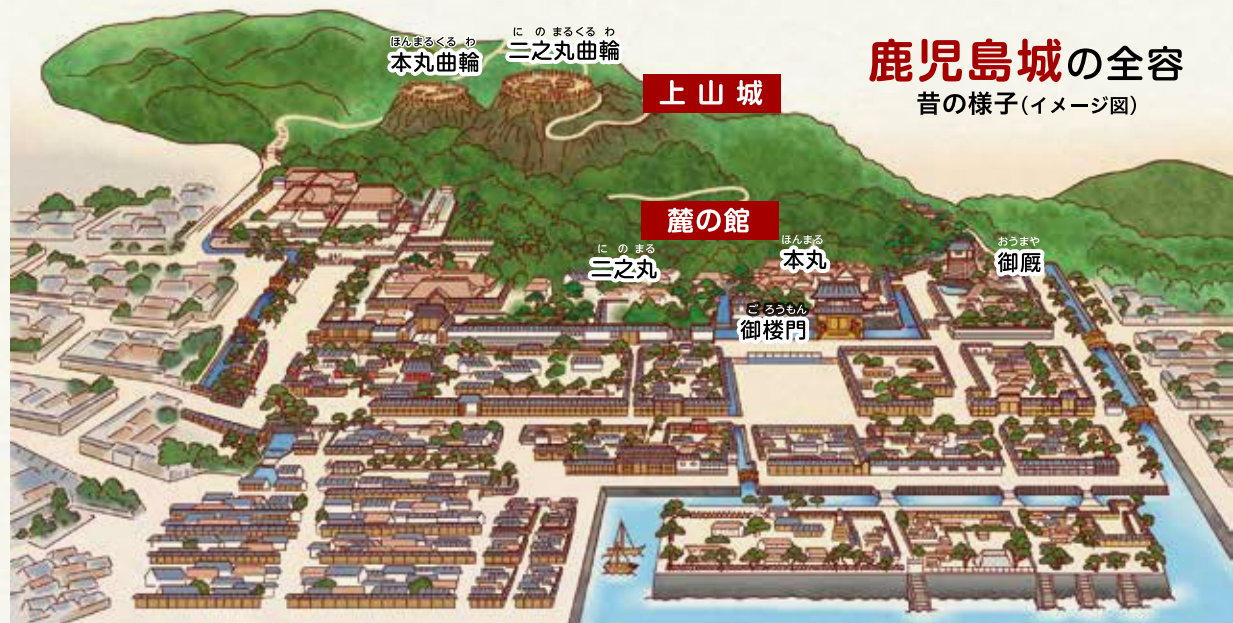 鹿児島城の全容
昔の様子(イメージ図)
ほんまるくるわ
本丸曲輪
にのまるくるわ
二之丸曲輪
上山城
麓の館
にのまる
二之丸
ほんまる
本丸
おうまや
御厩
ごろうもん
御楼門